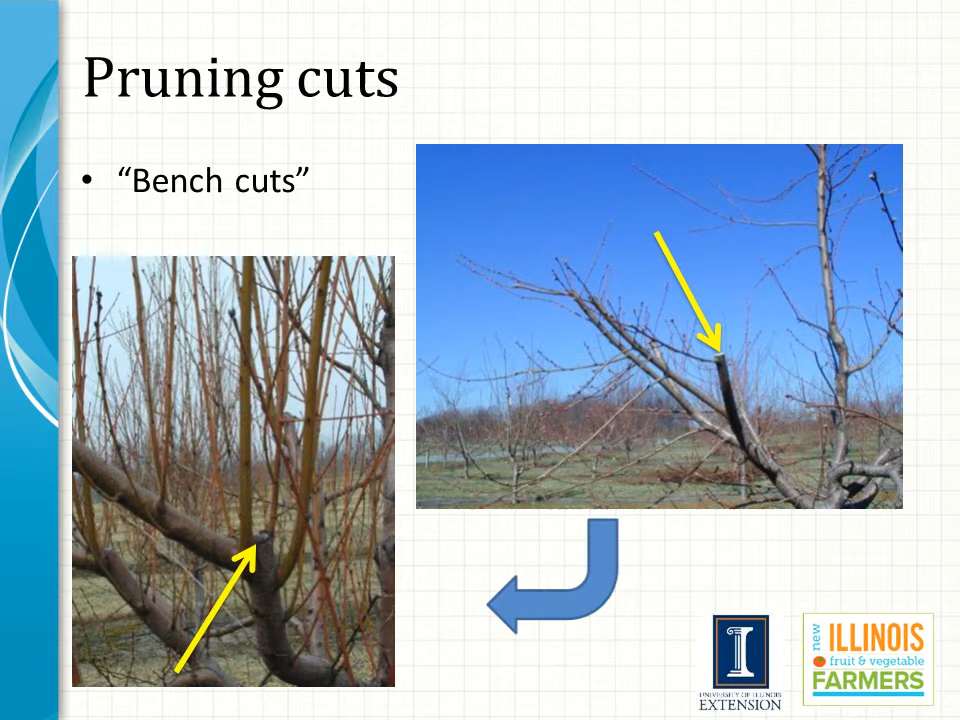 Pruning cuts
• “Bench cuts”
I
UNIVERSITY OF ILLINOIS
EXTENSION
new
ILLINOIS
fruit & vegetable
FARMERS